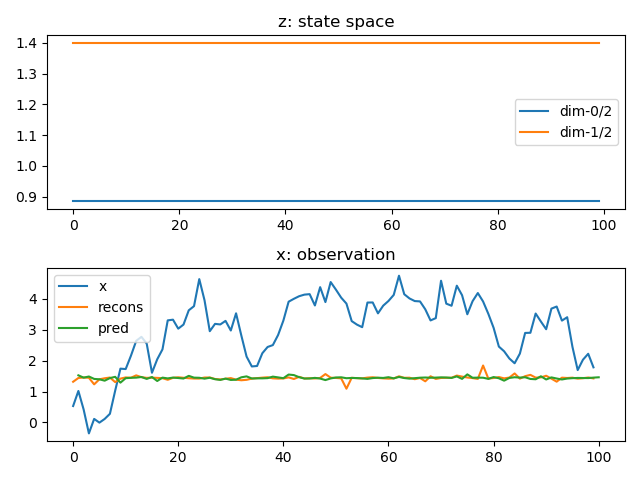 z: state space
1.4
1.3
1.2
1.1
1.0
0.9
dim-0/2
dim-1/2
0 20 40 60 80 100
x: observation
4
3
2
1
0
x
recons
pred
0 20 40 60 80 100